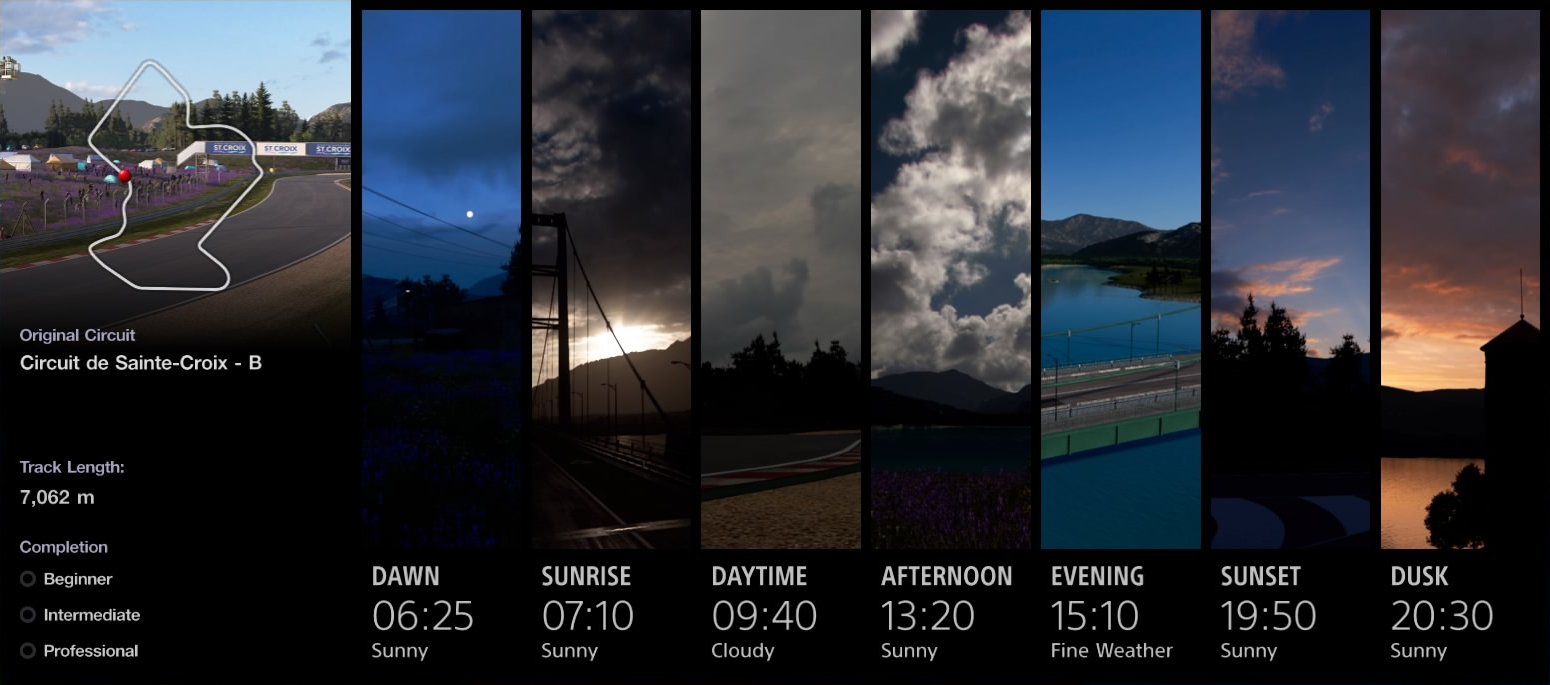 ST.CROIX ST.CROIX ST.CROIX
Original Circuit
Circuit de Sainte-Croix - B
Track Length:
7,062 m
Completion
Beginner
Intermediate
Professional
DAWN
06:25
Sunny
SUNRISE
07:10
Sunny
DAYTIME
09:40
Cloudy
AFTERNOON
13:20
Sunny
EVENING
15:10
Fine Weather
SUNSET
19:50
Sunny
DUSK
20:30
Sunny